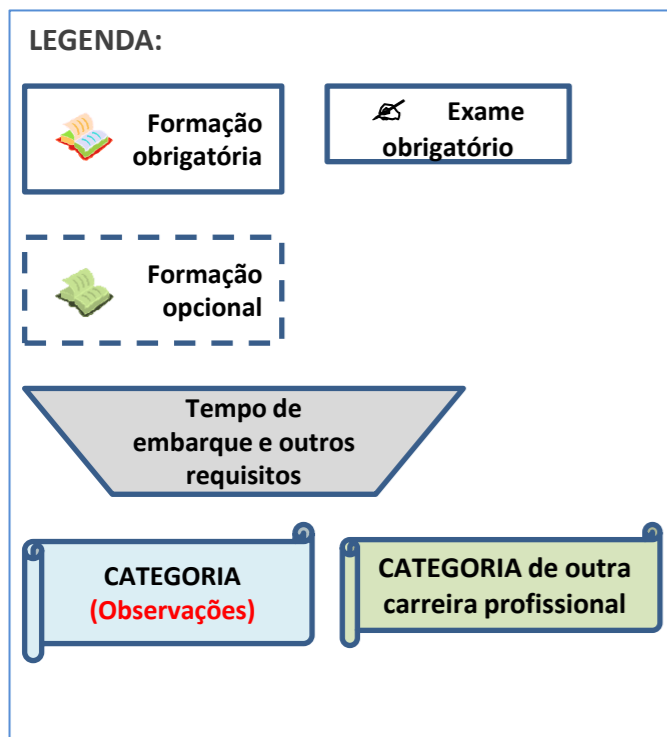 LEGENDA:
Formação
obrigatória
✍ Exame
obrigatório
Formação
opcional
Tempo de
embarque e outros
requisitos
CATEGORIA
(Observações)
CATEGORIA de outra
carreira profissional